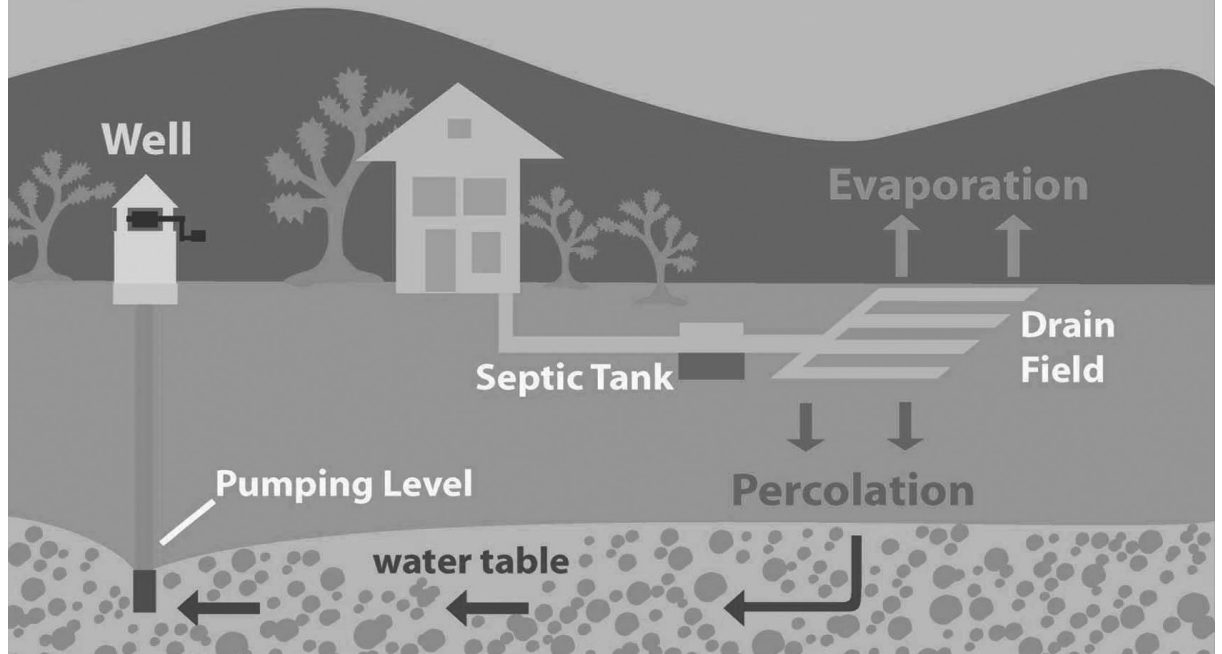 Well
Evaporation
Drain
Field
Septic Tank
Pumping Level
Percolation
water table